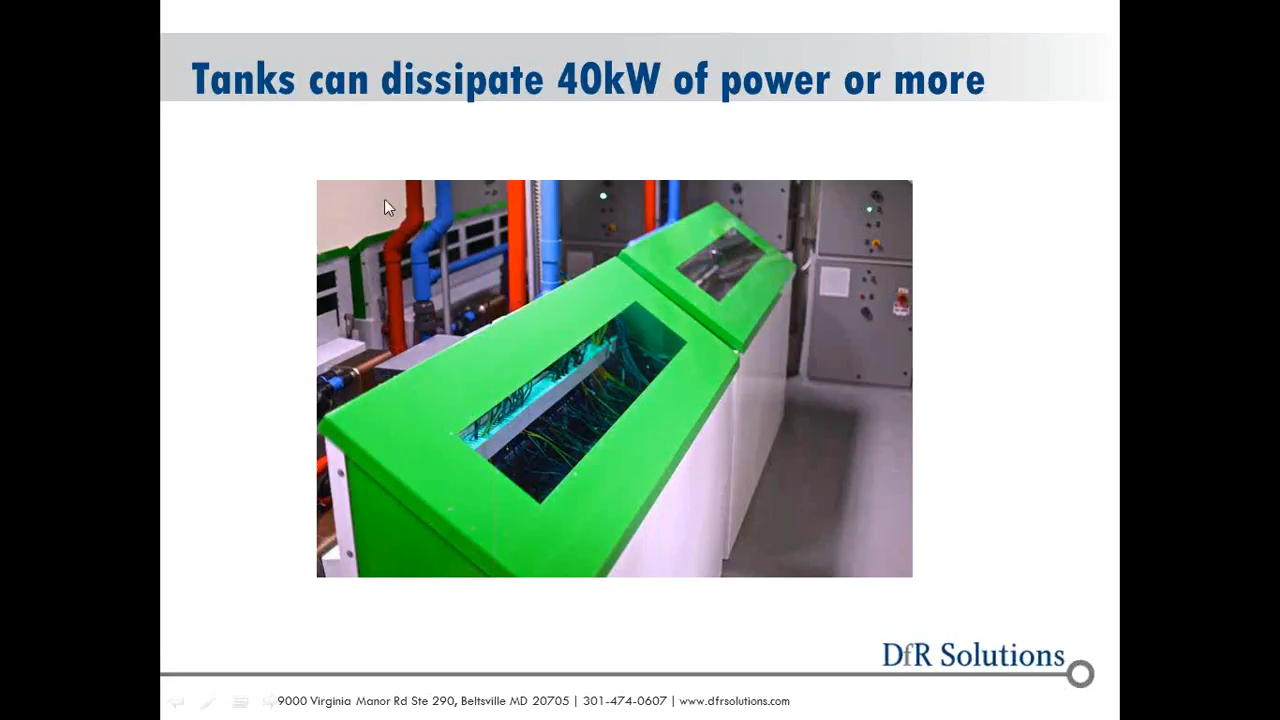 Tanks can dissipate 40kW of power or more
DfR Solutions
9000 Virginia Manor Rd Ste 290, Beltsville MD 20705 | 301-474-0607 | www.dfrsolutions.com